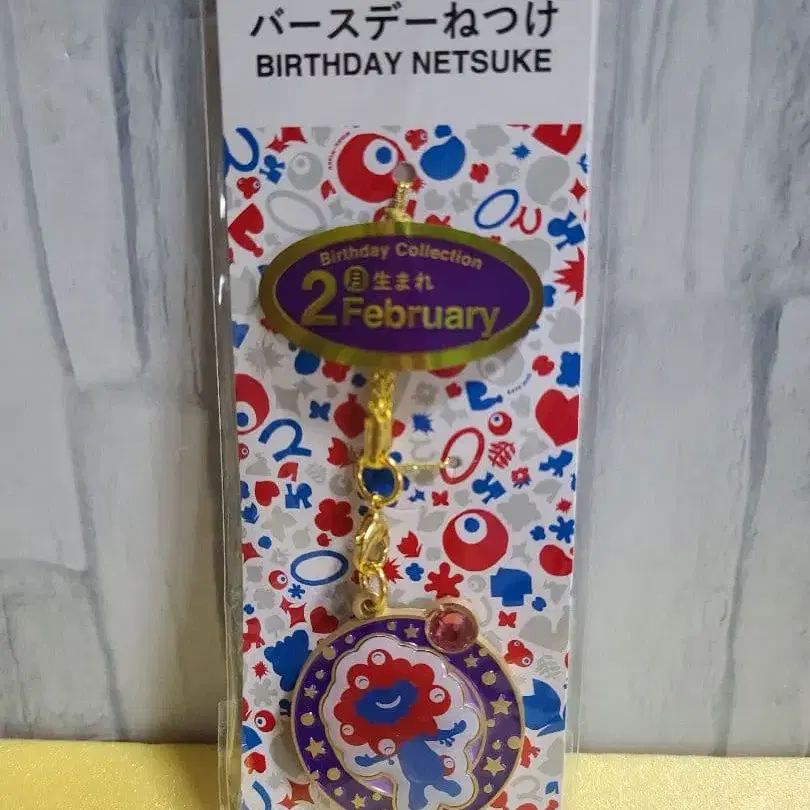 バースデーねつけ
BIRTHDAY NETSUKE
Birthday Collection
2月生まれ
February